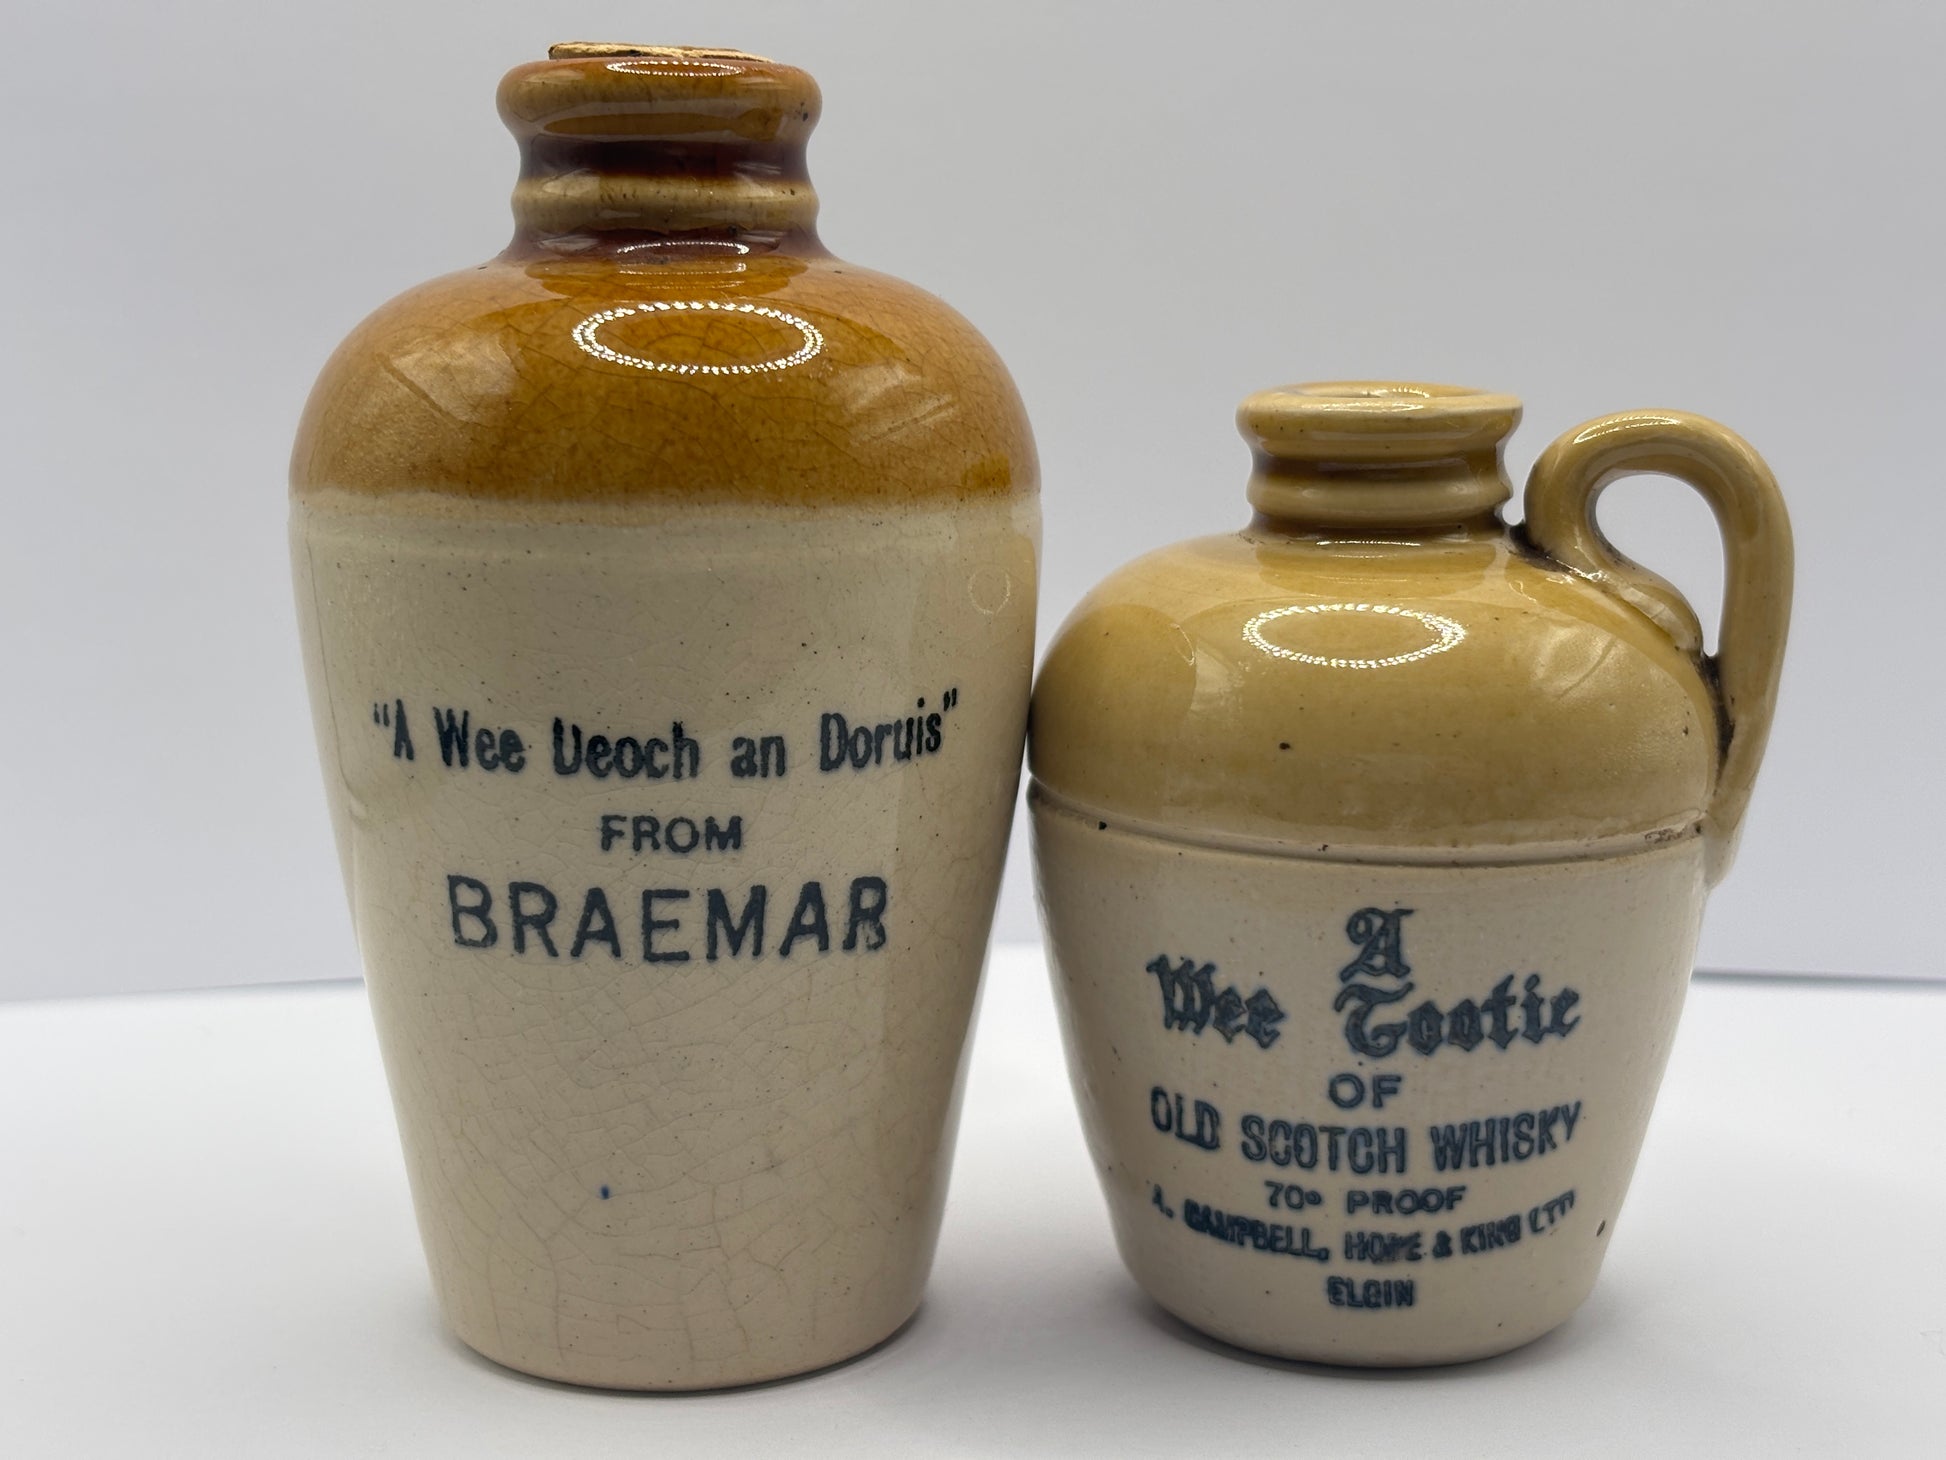 "A Wee Deoch an Doruis"
FROM
BRAEMAR
A
Wee Tootie
OF
OLD SCOTCH WHISKY
70° PROOF
A. CAMPBELL, HOPE & KING LTD
ELGIN